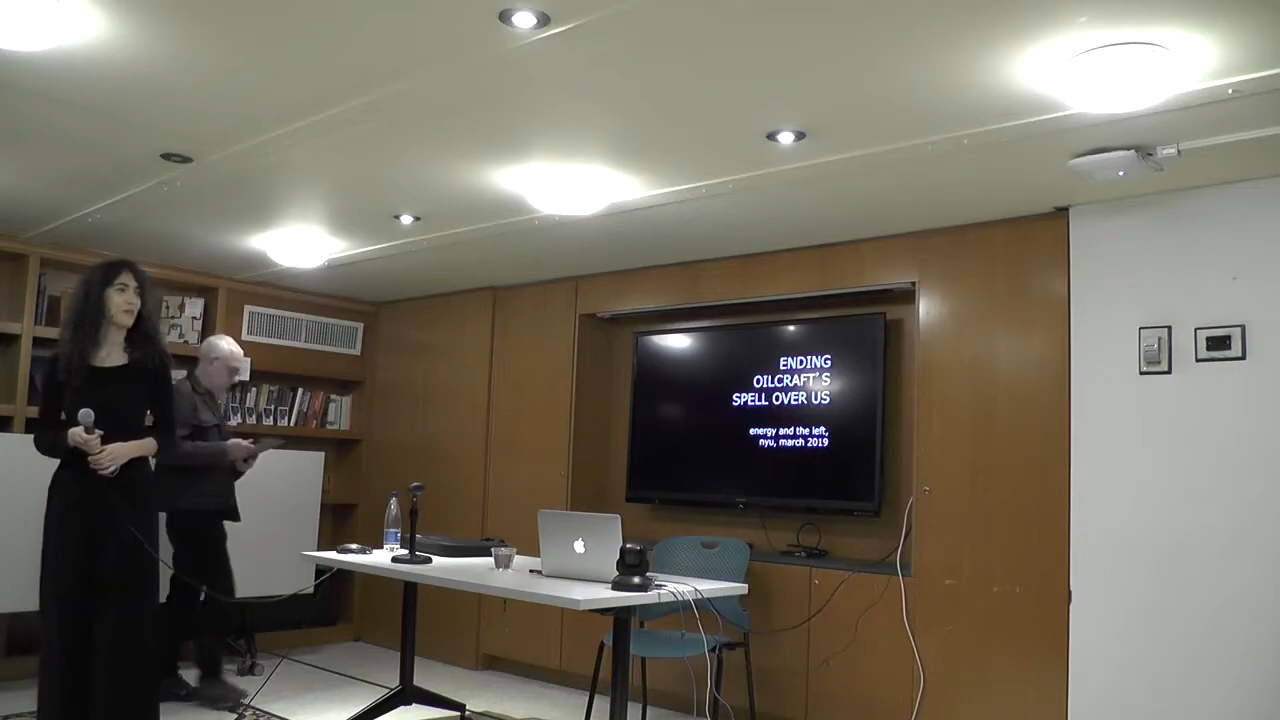 ENDING
OILCRAFT'S
SPELL OVER US
energy and the left,
nyu, march 2019